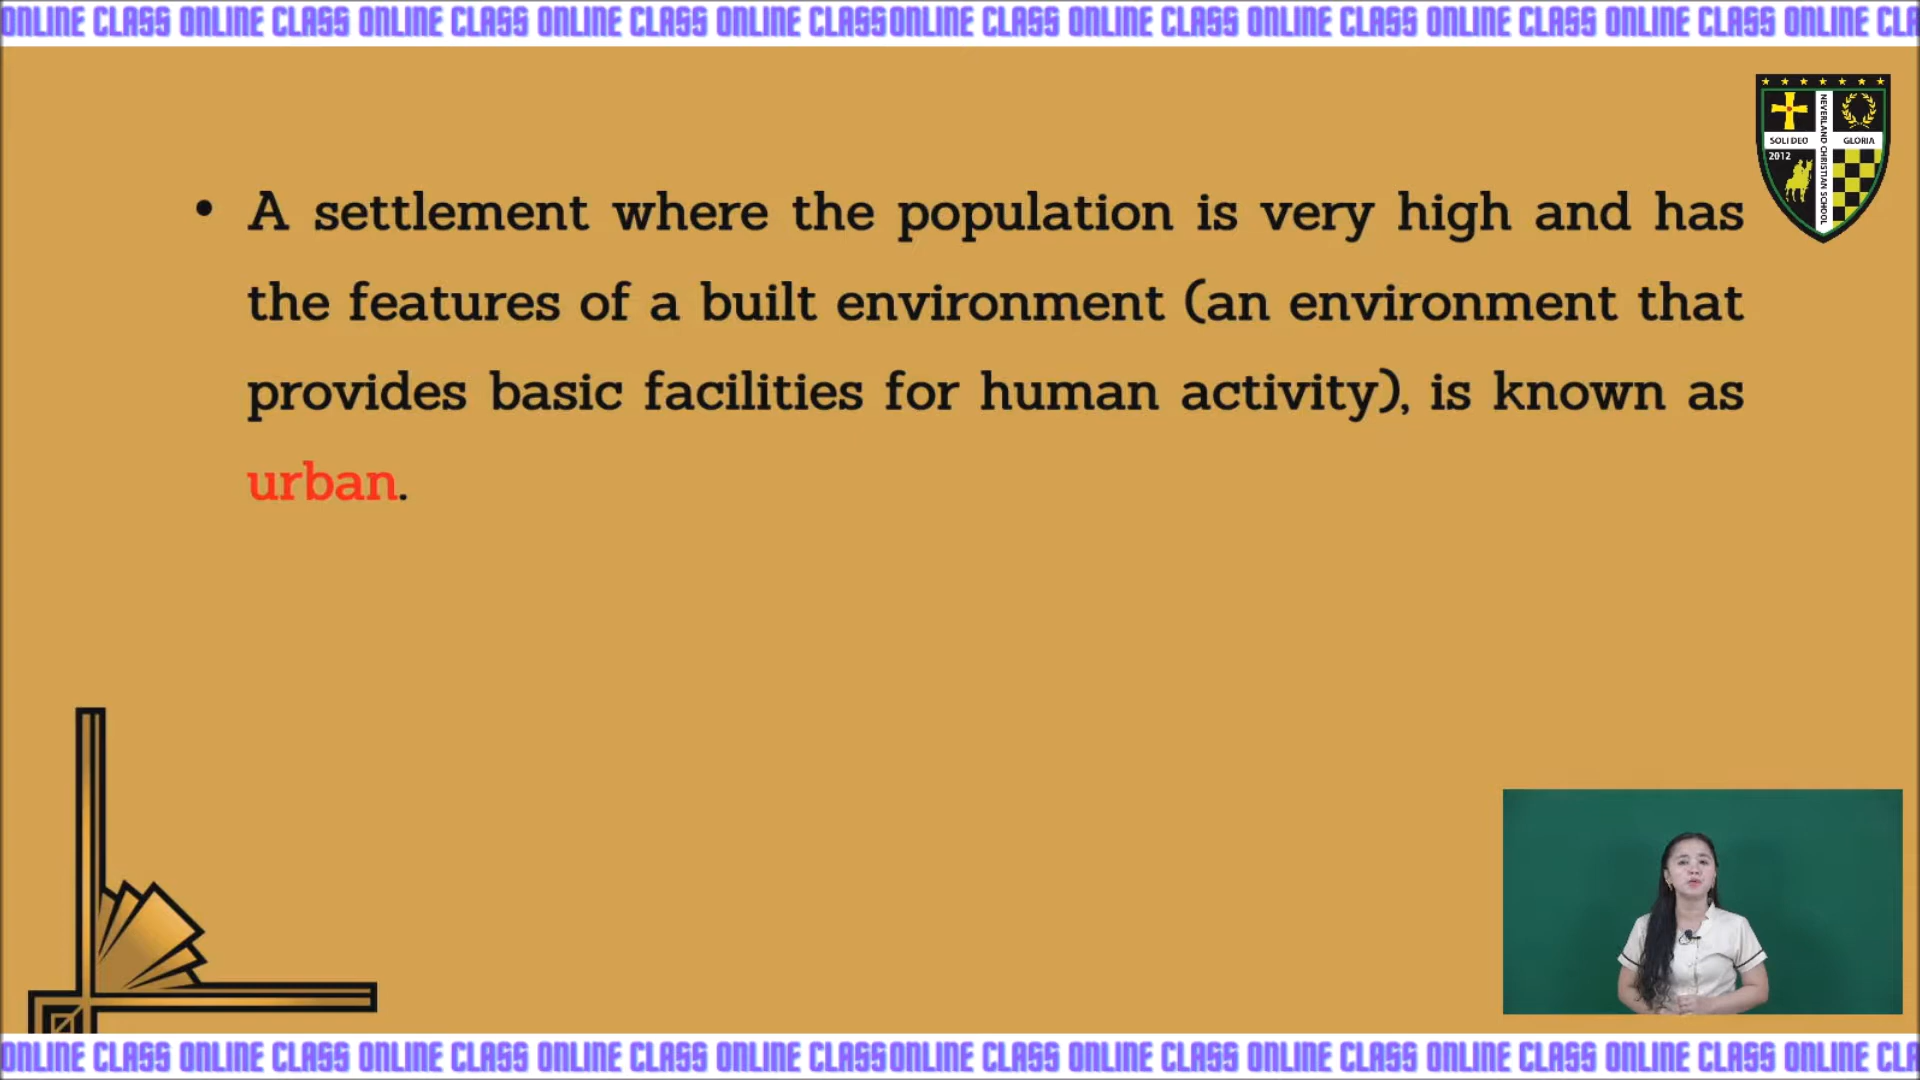 ONLINE CLASS ONLINE CLASS ONLINE CLASS ONLINE CLASS ONLINE CLASS ONLINE CLASS ONLINE CLASS ONLINE CLASS ONLINE CLASS ONLINE CLASS ONLINE CLA
SOLI DEO GLORIA
2012
NEVERLAND CHRISTIAN SCHOOL
• A settlement where the population is very high and has
the features of a built environment (an environment that
provides basic facilities for human activity), is known as
urban.
ONLINE CLASS ONLINE CLASS ONLINE CLASS ONLINE CLASS ONLINE CLASS ONLINE CLASS ONLINE CLASS ONLINE CLASS ONLINE CLASS ONLINE CLASS ONLINE CLA